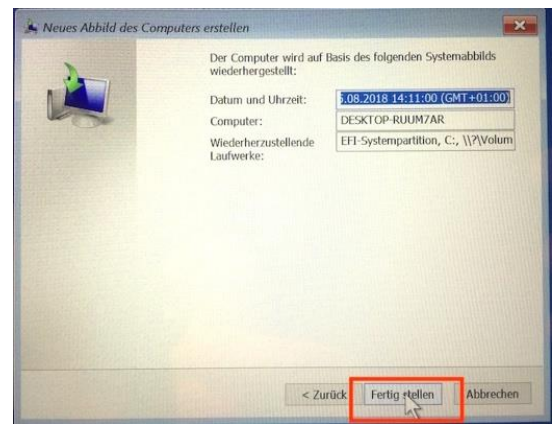 Neues Abbild des Computers erstellen
Der Computer wird auf Basis des folgenden Systemabbilds
wiederhergestellt:
Datum und Uhrzeit: 5.08.2018 14:11:00 (GMT+01:00)
Computer: DESKTOP-RUUM7AR
Wiederherzustellende EFI-Systempartition, C:, \\?\Volum
Laufwerke:
< Zurück Fertig stellen Abbrechen